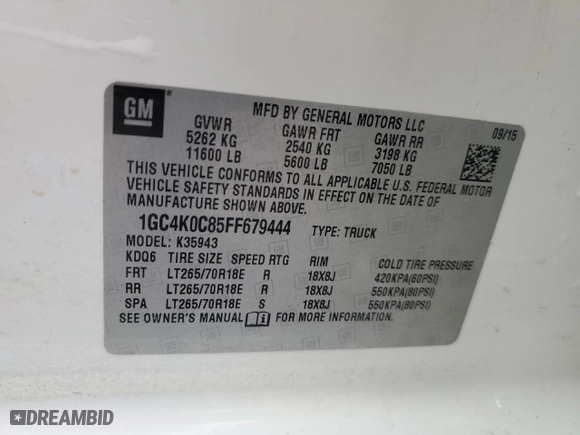 GM
MFD BY GENERAL MOTORS LLC
09/15
GVWR GAWR FRT GAWR RR
5262 KG 2540 KG 3198 KG
11600 LB 5600 LB 7050 LB
THIS VEHICLE CONFORMS TO ALL APPLICABLE U.S. FEDERAL MOTOR
VEHICLE SAFETY STANDARDS IN EFFECT ON THE DATE OF
MANUFACTURE SHOWN ABOVE.
1GC4K0C85FF679444 TYPE: TRUCK
MODEL: K35943
KDQ6 TIRE SIZE SPEED RTG RIM COLD TIRE PRESSURE
FRT LT265/70R18E R 18X8J 420KPA(60PSI)
RR LT265/70R18E R 18X8J 550KPA(80PSI)
SPA LT265/70R18E S 18X8J 550KPA(80PSI)
SEE OWNER'S MANUAL FOR MORE INFORMATION.
DREAMBID